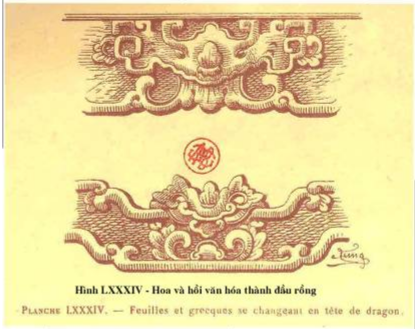 Tùng
Hình LXXXIV - Hoa và hồi văn hóa thành đầu rồng
PLANCHE LXXXIV. — Feuilles et grecques se changeant en tête de dragon.